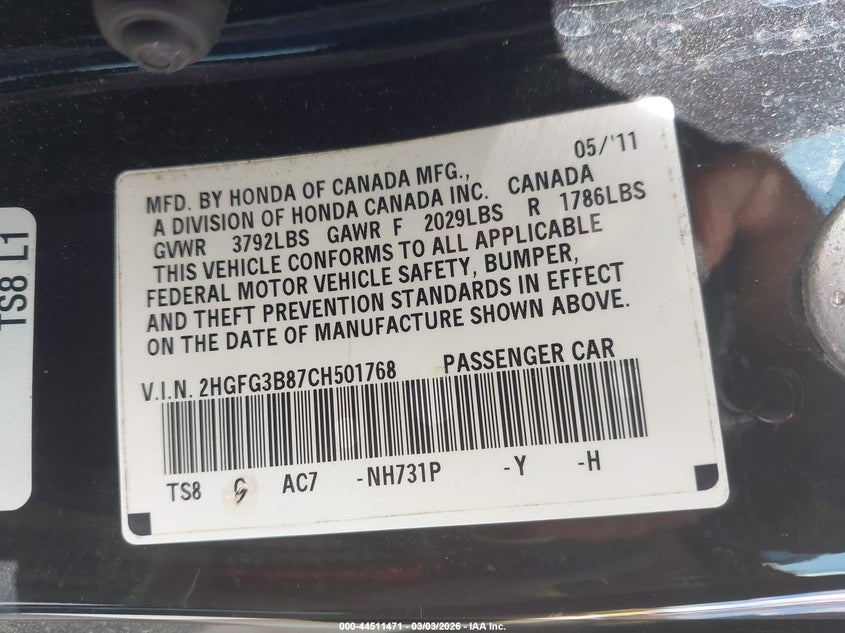 TS8 L1
05/'11
MFD. BY HONDA OF CANADA MFG.,
A DIVISION OF HONDA CANADA INC. CANADA
GVWR 3792LBS GAWR F 2029LBS R 1786LBS
THIS VEHICLE CONFORMS TO ALL APPLICABLE
FEDERAL MOTOR VEHICLE SAFETY, BUMPER,
AND THEFT PREVENTION STANDARDS IN EFFECT
ON THE DATE OF MANUFACTURE SHOWN ABOVE.
V.I.N. 2HGFG3B87CH501768 PASSENGER CAR
TS8 G AC7 -NH731P -Y -H
000-44511471 - 03/03/2026 - IAA Inc.